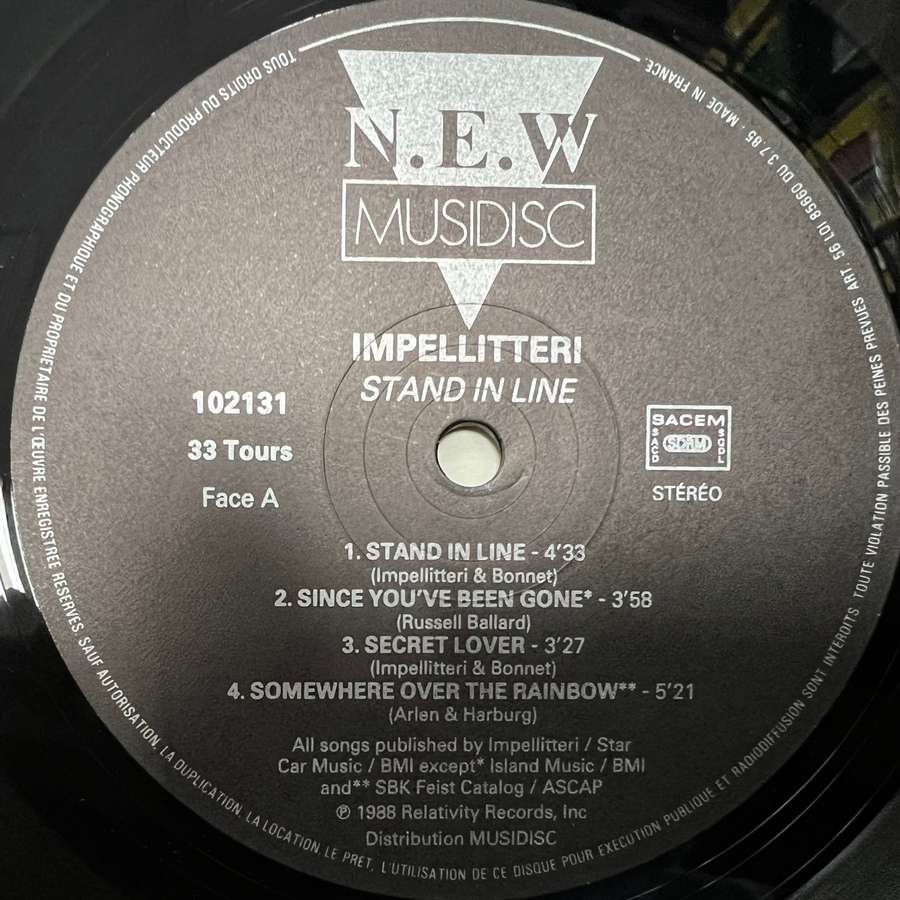 N.E.W
MUSIDISC
IMPELLITTERI
STAND IN LINE
102131
33 Tours
Face A
SACEM
SACD
SDRM
SGDL
STÉRÉO
1. STAND IN LINE - 4'33
(Impellitteri & Bonnet)
2. SINCE YOU'VE BEEN GONE* - 3'58
(Russell Ballard)
3. SECRET LOVER - 3'27
(Impellitteri & Bonnet)
4. SOMEWHERE OVER THE RAINBOW** - 5'21
(Arlen & Harburg)
All songs published by Impellitteri / Star
Car Music / BMI except* Island Music / BMI
and** SBK Feist Catalog / ASCAP
℗ 1988 Relativity Records, Inc
Distribution MUSIDISC
TOUS DROITS DU PRODUCTEUR PHONOGRAPHIQUE ET DU PROPRIETAIRE DE L'ŒUVRE ENREGISTREE RESERVES. SAUF AUTORISATION, LA DUPLICATION, LA LOCATION, LE PRET, L'UTILISATION DE CE DISQUE POUR EXECUTION PUBLIQUE ET RADIODIFFUSION SONT INTERDITS. TOUTE VIOLATION PASSIBLE DES PEINES PREVUES ART. 56 LOI 85660 DU 3.7.85 - MADE IN FRANCE.